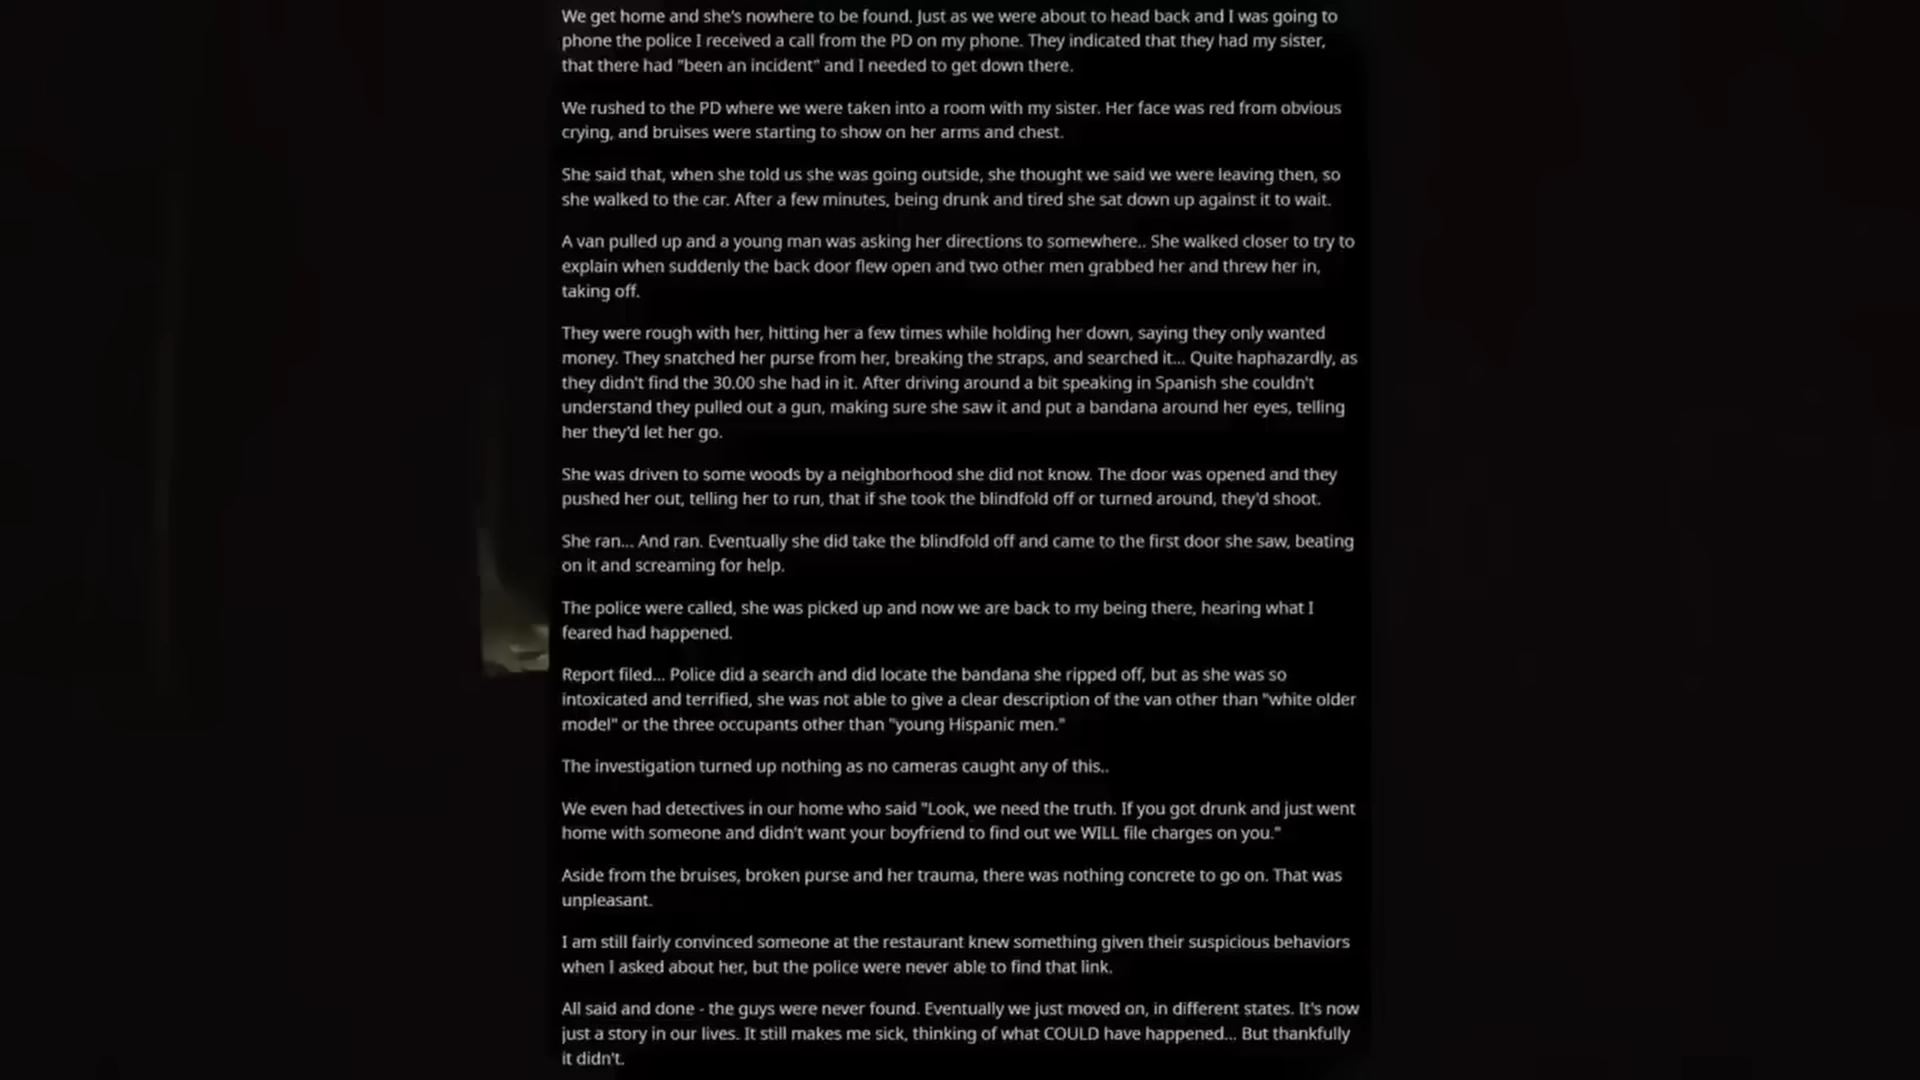 We get home and she's nowhere to be found. Just as we were about to head back and I was going to
phone the police I received a call from the PD on my phone. They indicated that they had my sister,
that there had "been an incident" and I needed to get down there.
We rushed to the PD where we were taken into a room with my sister. Her face was red from obvious
crying, and bruises were starting to show on her arms and chest.
She said that, when she told us she was going outside, she thought we said we were leaving then, so
she walked to the car. After a few minutes, being drunk and tired she sat down up against it to wait.
A van pulled up and a young man was asking her directions to somewhere.. She walked closer to try to
explain when suddenly the back door flew open and two other men grabbed her and threw her in,
taking off.
They were rough with her, hitting her a few times while holding her down, saying they only wanted
money. They snatched her purse from her, breaking the straps, and searched it... Quite haphazardly, as
they didn't find the 30.00 she had in it. After driving around a bit speaking in Spanish she couldn't
understand they pulled out a gun, making sure she saw it and put a bandana around her eyes, telling
her they'd let her go.
She was driven to some woods by a neighborhood she did not know. The door was opened and they
pushed her out, telling her to run, that if she took the blindfold off or turned around, they'd shoot.
She ran... And ran. Eventually she did take the blindfold off and came to the first door she saw, beating
on it and screaming for help.
The police were called, she was picked up and now we are back to my being there, hearing what I
feared had happened.
Report filed... Police did a search and did locate the bandana she ripped off, but as she was so
intoxicated and terrified, she was not able to give a clear description of the van other than "white older
model" or the three occupants other than "young Hispanic men."
The investigation turned up nothing as no cameras caught any of this..
We even had detectives in our home who said "Look, we need the truth. If you got drunk and just went
home with someone and didn't want your boyfriend to find out we WILL file charges on you."
Aside from the bruises, broken purse and her trauma, there was nothing concrete to go on. That was
unpleasant.
I am still fairly convinced someone at the restaurant knew something given their suspicious behaviors
when I asked about her, but the police were never able to find that link.
All said and done - the guys were never found. Eventually we just moved on, in different states. It's now
just a story in our lives. It still makes me sick, thinking of what COULD have happened... But thankfully
it didn't.